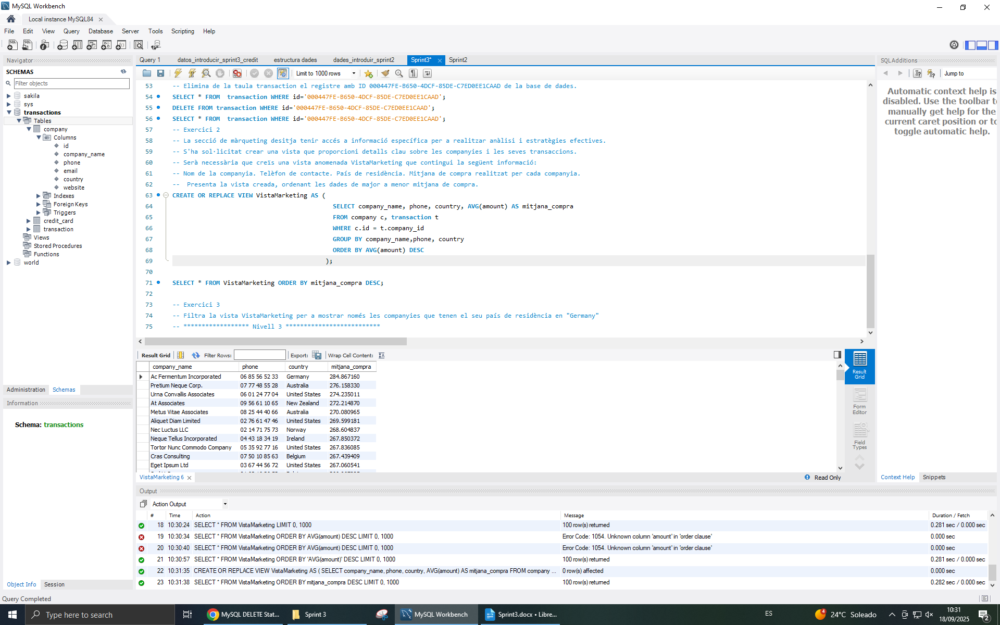 MySQL Workbench
Local instance MySQL84
File Edit View Query Database Server Tools Scripting Help
Navigator
SCHEMAS
Filter objects
sakila
sys
transactions
Tables
company
Columns
id
company_name
phone
email
country
website
Indexes
Foreign Keys
Triggers
credit_card
transaction
Views
Stored Procedures
Functions
world
Administration Schemas
Information
Schema: transactions
Object Info Session
Query Completed
Query 1 datos_introducir_sprint3_credit estructura dades dades_introduir_sprint2 Sprint3* Sprint2
Limit to 1000 rows
53 -- Elimina de la taula transaction el registre amb ID 000447FE-B650-4DCF-85DE-C7ED0EE1CAAD de la base de dades.
54 SELECT * FROM  transaction WHERE id='000447FE-B650-4DCF-85DE-C7ED0EE1CAAD';
55 DELETE FROM transaction WHERE id='000447FE-B650-4DCF-85DE-C7ED0EE1CAAD';
56 SELECT * FROM  transaction WHERE id='000447FE-B650-4DCF-85DE-C7ED0EE1CAAD';
57 -- Exercici 2
58 -- La secció de màrqueting desitja tenir accés a informació específica per a realitzar anàlisi i estratègies efectives.
59 -- S'ha sol·licitat crear una vista que proporcioni detalls clau sobre les companyies i les seves transaccions.
60 -- Serà necessària que creïs una vista anomenada VistaMarketing que contingui la següent informació:
61 -- Nom de la companyia. Telèfon de contacte. País de residència. Mitjana de compra realitzat per cada companyia.
62 --  Presenta la vista creada, ordenant les dades de major a menor mitjana de compra.
63 CREATE OR REPLACE VIEW VistaMarketing AS (
64 SELECT company_name, phone, country, AVG(amount) AS mitjana_compra
65 FROM company c, transaction t
66 WHERE c.id = t.company_id
67 GROUP BY company_name,phone, country
68 ORDER BY AVG(amount) DESC
69 );
70
71 SELECT * FROM VistaMarketing ORDER BY mitjana_compra DESC;
72
73 -- Exercici 3
74 -- Filtra la vista VistaMarketing per a mostrar només les companyies que tenen el seu país de residència en "Germany"
75 -- ****************** Nivell 3 **************************
Result Grid Filter Rows: Export: Wrap Cell Content:
company_name phone country mitjana_compra
Ac Fermentum Incorporated 06 85 56 52 33 Germany 284.867160
Pretium Neque Corp. 07 77 48 55 28 Australia 276.158330
Urna Convallis Associates 06 01 24 77 04 United States 274.235011
At Associates 09 56 61 10 65 New Zealand 272.214870
Metus Vitae Associates 08 25 44 40 66 Australia 270.080965
Aliquet Diam Limited 02 76 61 47 46 United States 269.599181
Nec Luctus LLC 02 14 71 75 73 Norway 268.604837
Neque Tellus Incorporated 04 43 18 34 19 Ireland 267.850372
Tortor Nunc Commodo Company 05 35 92 77 16 United States 267.836085
Cras Consulting 07 50 10 85 63 Belgium 267.439409
Eget Ipsum Ltd 03 67 44 56 72 United States 267.060541
Result Grid
Form Editor
Field Types
VistaMarketing 6 Read Only
Output
Action Output
# Time Action Message Duration / Fetch
18 10:30:24 SELECT * FROM VistaMarketing LIMIT 0, 1000 100 row(s) returned 0.281 sec / 0.000 sec
19 10:30:34 SELECT * FROM VistaMarketing ORDER BY AVG(amount) DESC LIMIT 0, 1000 Error Code: 1054. Unknown column 'amount' in 'order clause' 0.000 sec
20 10:30:40 SELECT * FROM VistaMarketing ORDER BY AVG(amount) DESC LIMIT 0, 1000 Error Code: 1054. Unknown column 'amount' in 'order clause' 0.000 sec
21 10:30:57 SELECT * FROM VistaMarketing ORDER BY 'AVG(amount)' DESC LIMIT 0, 1000 100 row(s) returned 0.281 sec / 0.000 sec
22 10:31:35 CREATE OR REPLACE VIEW VistaMarketing AS ( SELECT company_name, phone, country, AVG(amount) AS mitjana_compra FROM company ... 0 row(s) affected 0.000 sec
23 10:31:38 SELECT * FROM VistaMarketing ORDER BY mitjana_compra DESC LIMIT 0, 1000 100 row(s) returned 0.282 sec / 0.000 sec
SQLAdditions
Jump to
Automatic context help is
disabled. Use the toolbar to
manually get help for the
current caret position or to
toggle automatic help.
Context Help Snippets
Type here to search
MySQL DELETE Stat...
Sprint 3
MySQL Workbench
Sprint3.docx • Libre...
ES
4
24°C Soleado
10:31
18/09/2025
2